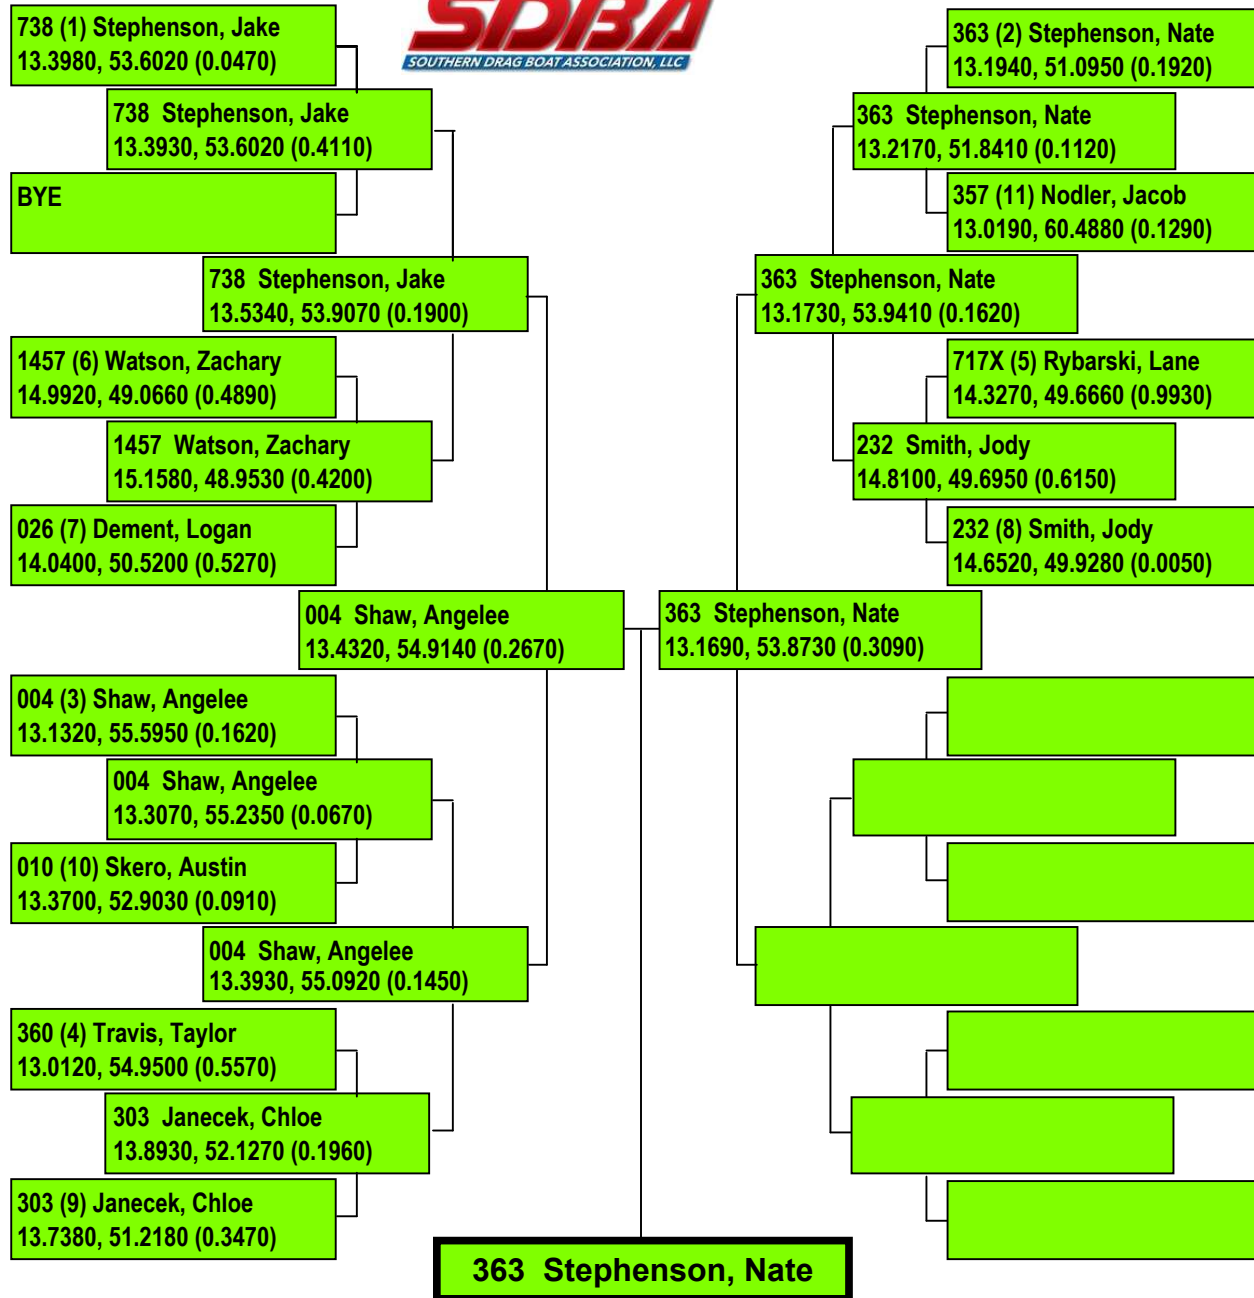 SDBA
SOUTHERN DRAG BOAT ASSOCIATION, LLC
738 (1) Stephenson, Jake
13.3980, 53.6020 (0.0470)
738 Stephenson, Jake
13.3930, 53.6020 (0.4110)
BYE
738 Stephenson, Jake
13.5340, 53.9070 (0.1900)
1457 (6) Watson, Zachary
14.9920, 49.0660 (0.4890)
1457 Watson, Zachary
15.1580, 48.9530 (0.4200)
026 (7) Dement, Logan
14.0400, 50.5200 (0.5270)
004 Shaw, Angelee
13.4320, 54.9140 (0.2670)
004 (3) Shaw, Angelee
13.1320, 55.5950 (0.1620)
004 Shaw, Angelee
13.3070, 55.2350 (0.0670)
010 (10) Skero, Austin
13.3700, 52.9030 (0.0910)
004 Shaw, Angelee
13.3930, 55.0920 (0.1450)
360 (4) Travis, Taylor
13.0120, 54.9500 (0.5570)
303 Janecek, Chloe
13.8930, 52.1270 (0.1960)
303 (9) Janecek, Chloe
13.7380, 51.2180 (0.3470)
363 (2) Stephenson, Nate
13.1940, 51.0950 (0.1920)
363 Stephenson, Nate
13.2170, 51.8410 (0.1120)
357 (11) Nodler, Jacob
13.0190, 60.4880 (0.1290)
363 Stephenson, Nate
13.1730, 53.9410 (0.1620)
717X (5) Rybarski, Lane
14.3270, 49.6660 (0.9930)
232 Smith, Jody
14.8100, 49.6950 (0.6150)
232 (8) Smith, Jody
14.6520, 49.9280 (0.0050)
363 Stephenson, Nate
13.1690, 53.8730 (0.3090)
363 Stephenson, Nate